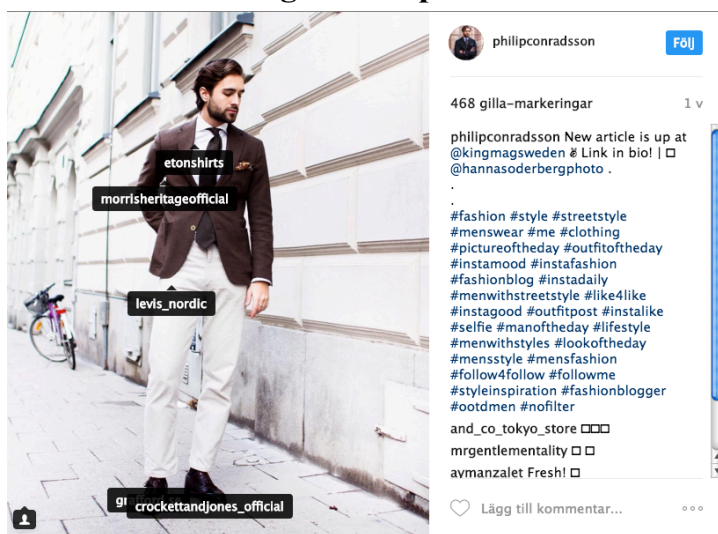 philipconradsson
Följ
468 gilla-markeringar 1 v
philipconradsson New article is up at
@kingmagsweden ✌ Link in bio! | □
@hannasoderbergphoto .
.
.
#fashion #style #streetstyle
#menswear #me #clothing
#pictureoftheday #outfitoftheday
#instamood #instafashion
#fashionblog #instadaily
#menwithstreetstyle #like4like
#instagood #outfitpost #instalike
#selfie #manoftheday #lifestyle
#menwithstyles #lookoftheday
#mensstyle #mensfashion
#follow4follow #followme
#styleinspiration #fashionblogger
#ootdmen #nofilter
and_co_tokyo_store □□□
mrgentlementality □ □
aymanzalet Fresh! □
Lägg till kommentar...
etonshirts
morrisheritageofficial
levis_nordic
crockettandjones_official